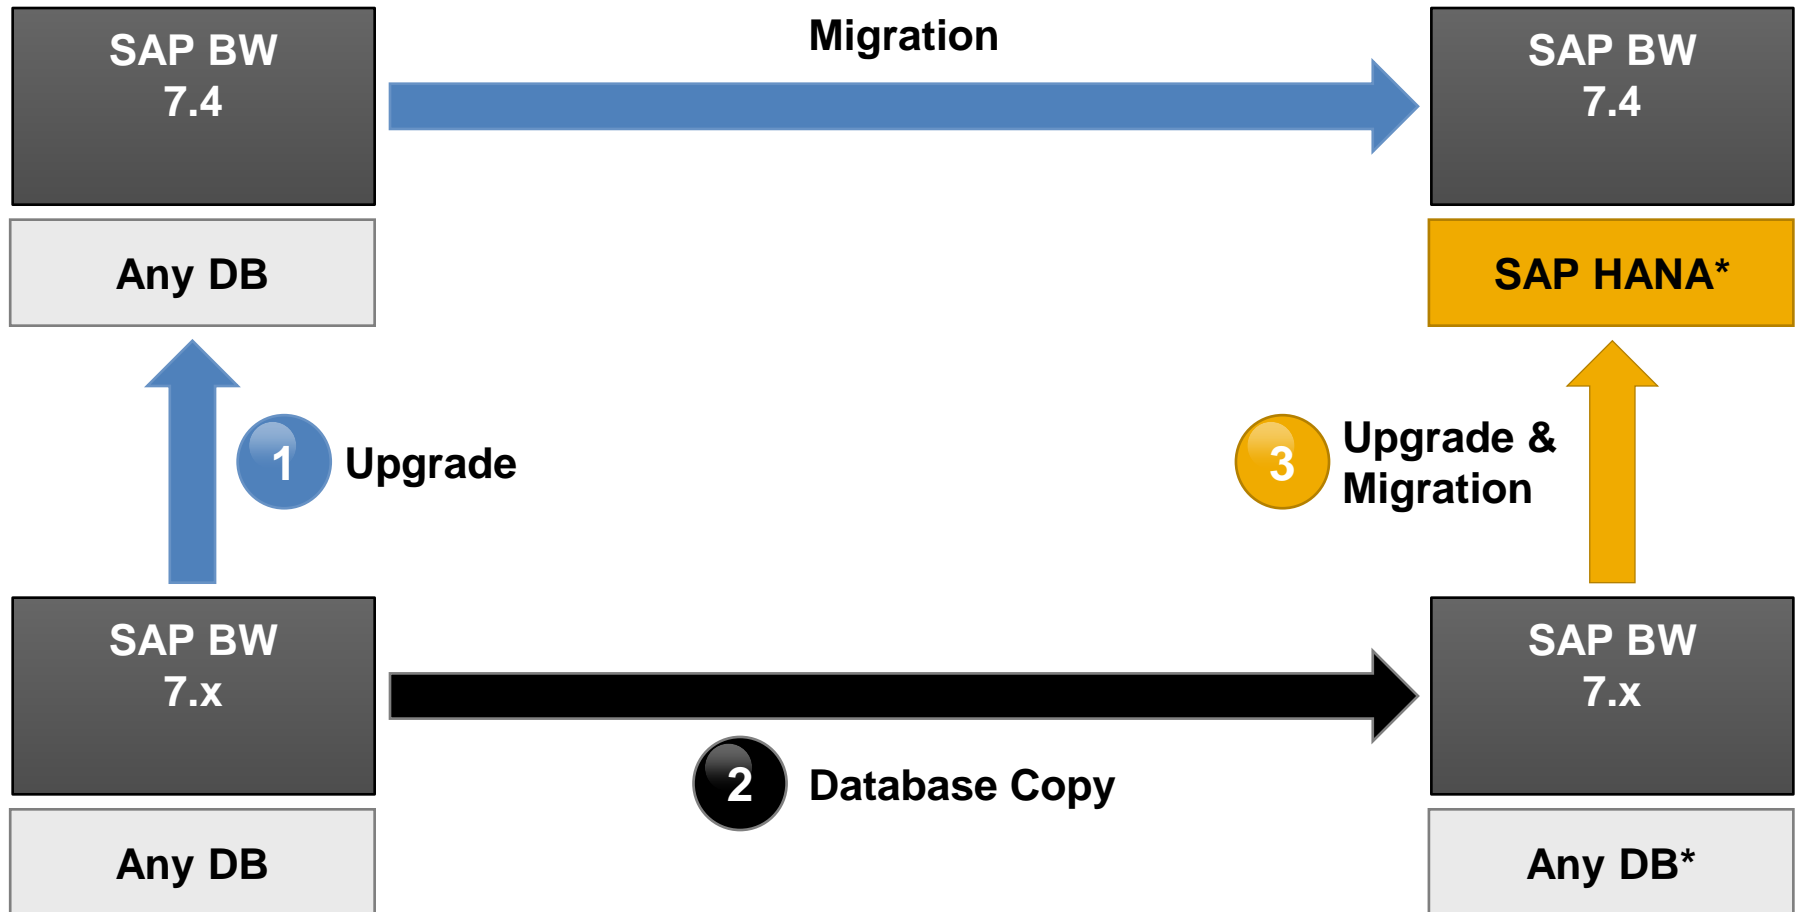 SAP BW
7.4
Migration
SAP BW
7.4
Any DB
SAP HANA*
1
Upgrade
3
Upgrade &
Migration
SAP BW
7.x
SAP BW
7.x
2
Database Copy
Any DB
Any DB*